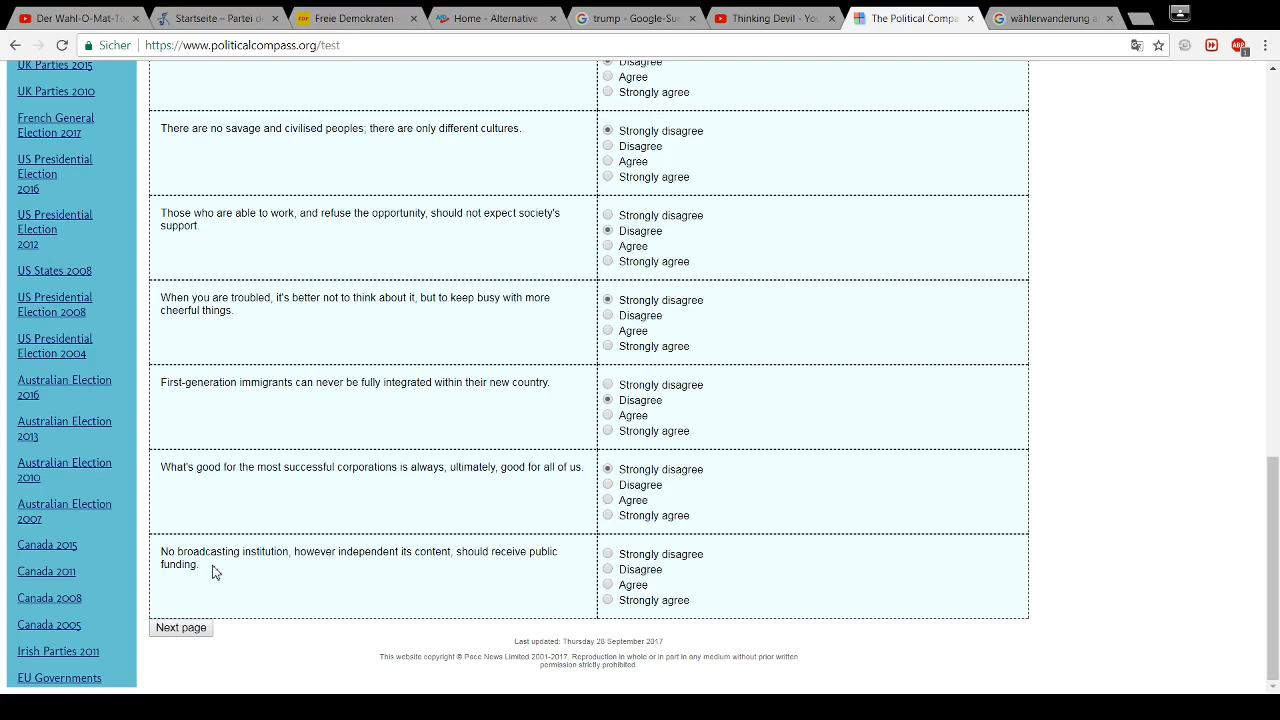 Der Wahl-O-Mat-Te
Startseite – Partei de
Freie Demokraten -
Home - Alternative
trump - Google-Su
Thinking Devil - You
The Political Compa
wählerwanderung a
Sicher https://www.politicalcompass.org/test
ABP
1
UK Parties 2015
UK Parties 2010
French General
Election 2017
US Presidential
Election
2016
US Presidential
Election
2012
US States 2008
US Presidential
Election 2008
US Presidential
Election 2004
Australian Election
2016
Australian Election
2013
Australian Election
2010
Australian Election
2007
Canada 2015
Canada 2011
Canada 2008
Canada 2005
Irish Parties 2011
EU Governments
Disagree
Agree
Strongly agree
There are no savage and civilised peoples; there are only different cultures.
Strongly disagree
Disagree
Agree
Strongly agree
Those who are able to work, and refuse the opportunity, should not expect society's
support.
Strongly disagree
Disagree
Agree
Strongly agree
When you are troubled, it's better not to think about it, but to keep busy with more
cheerful things.
Strongly disagree
Disagree
Agree
Strongly agree
First-generation immigrants can never be fully integrated within their new country.
Strongly disagree
Disagree
Agree
Strongly agree
What's good for the most successful corporations is always, ultimately, good for all of us.
Strongly disagree
Disagree
Agree
Strongly agree
No broadcasting institution, however independent its content, should receive public
funding.
Strongly disagree
Disagree
Agree
Strongly agree
Next page
Last updated: Thursday 28 September 2017
This website copyright © Pace News Limited 2001-2017. Reproduction in whole or in part in any medium without prior written
permission strictly prohibited.